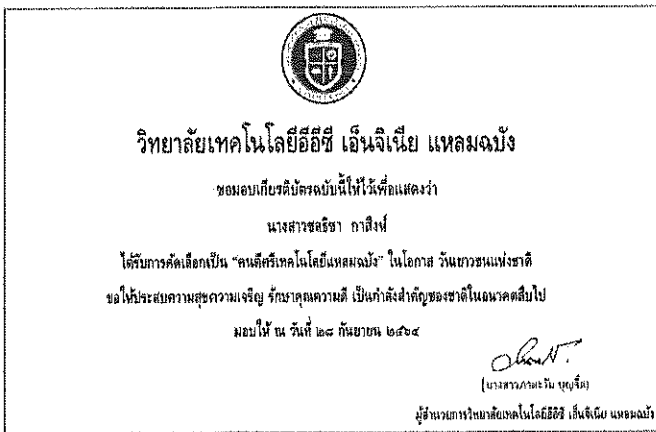 วิทยาลัยเทคโนโลยีอีอีซี เอ็นจิเนีย แหลมฉบัง
ขอมอบเกียรติบัตรฉบับนี้ให้ไว้เพื่อแสดงว่า
นางสาวชลธิชา กาสิงห์
ได้รับการคัดเลือกเป็น "คนดีศรีเทคโนโลยีแหลมฉบัง" ในโอกาส วันเยาวชนแห่งชาติ
ขอให้ประสบความสุขความเจริญ รักษาคุณความดี เป็นกำลังสำคัญของชาติในอนาคตสืบไป
มอบให้ ณ วันที่ ๒๘ กันยายน ๒๕๖๔
ผู้อำนวยการวิทยาลัยเทคโนโลยีอีอีซี เอ็นจิเนีย แหลมฉบัง